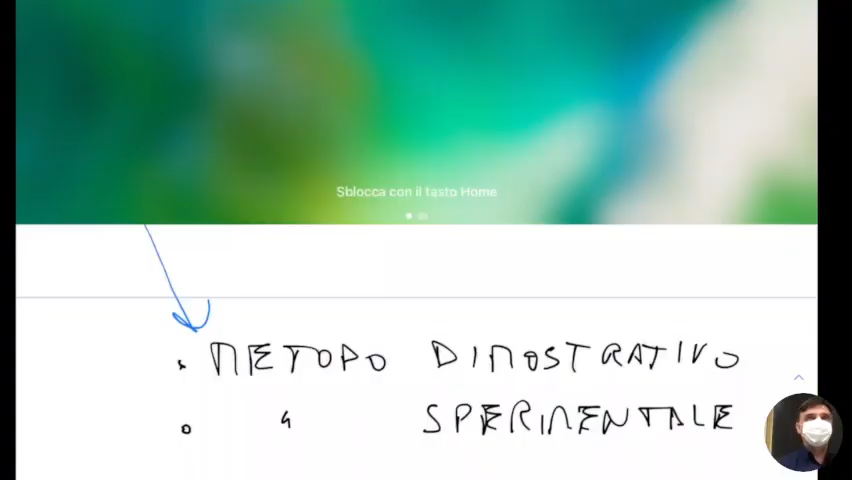 Sblocca con il tasto Home
• METODO DIMOSTRATIVO
• " SPERIMENTALE